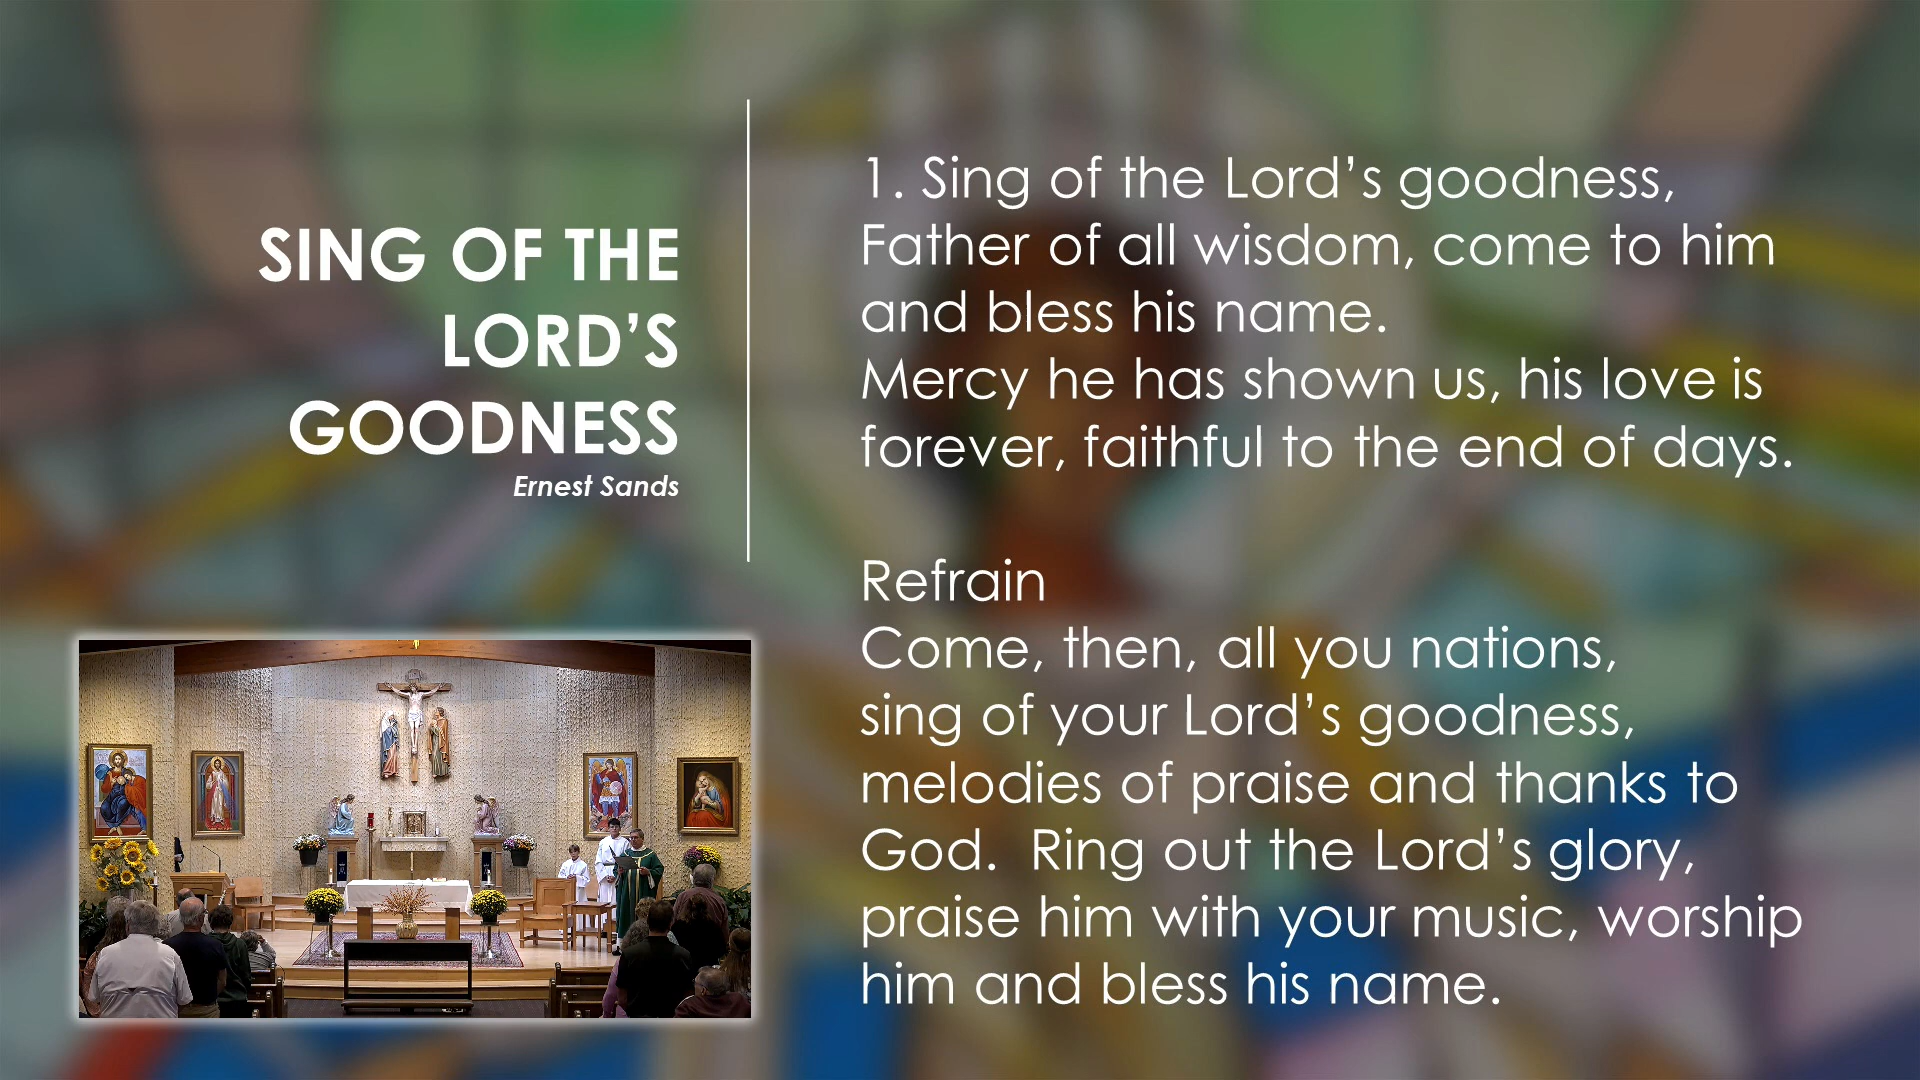 SING OF THE
LORD’S
GOODNESS
Ernest Sands
1. Sing of the Lord’s goodness,
Father of all wisdom, come to him
and bless his name.
Mercy he has shown us, his love is
forever, faithful to the end of days.
Refrain
Come, then, all you nations,
sing of your Lord’s goodness,
melodies of praise and thanks to
God.  Ring out the Lord’s glory,
praise him with your music, worship
him and bless his name.